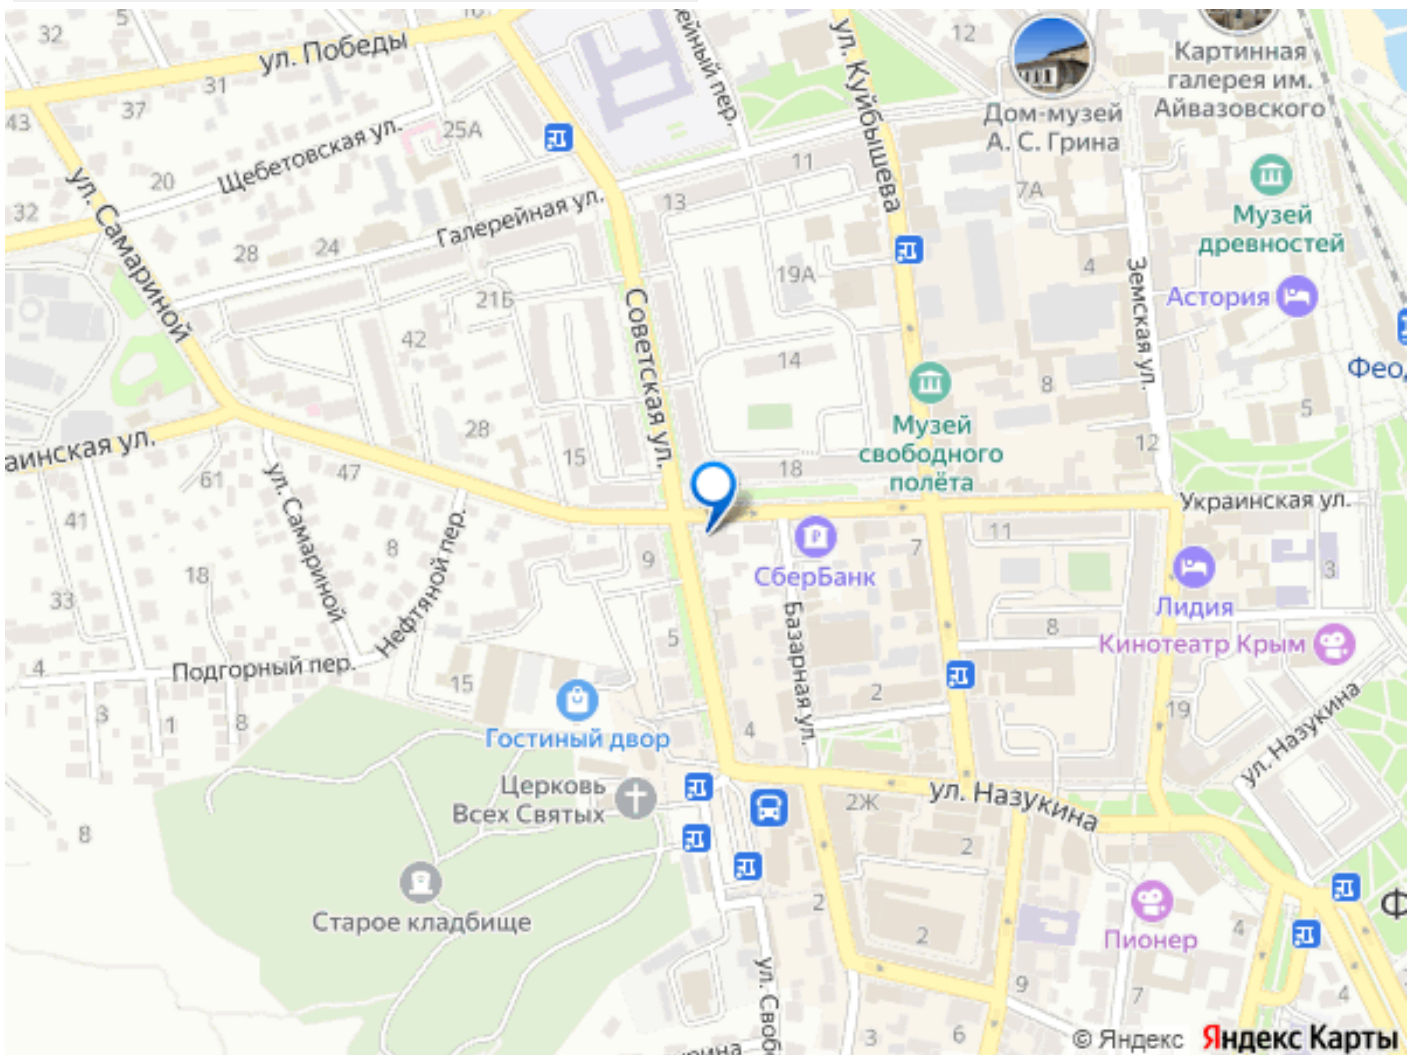 32
5
16
ул. Победы
12
Картинная
галерея им.
Айвазовского
ул. Куйбышева
Дом-музей
А. С. Грина
31
37
43
25А
Щебетовская ул.
20
32
ул. Самариной
11
7А
13
Галерейная ул.
Музей
древностей
24
28
19А
4
Земская ул.
Астория
21Б
Советская ул.
42
14
8
5
Музей
свободного
полёта
28
12
15
47
18
61
Украинская ул.
ул. Самариной
41
8
Нефтяной пер.
9
СберБанк
7
11
3
18
33
Лидия
Базарная ул.
8
5
Кинотеатр Крым
4
Подгорный пер.
15
2
3
1
8
4
19
ул. Назукина
Гостиный двор
Церковь
Всех Святых
2Ж
ул. Назукина
8
2
Старое кладбище
2
2
Пионер
4
9
7
4
3
6
© Яндекс
Яндекс Карты